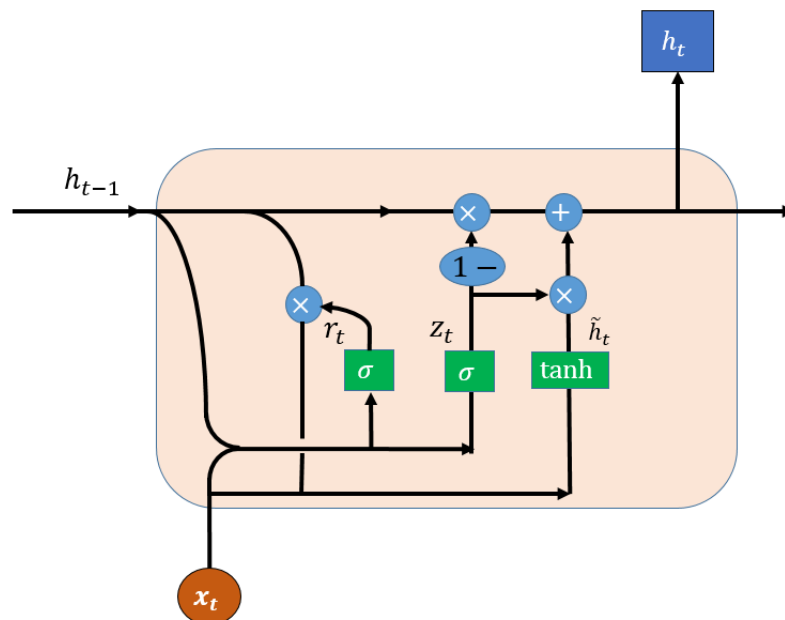 h_t
h_{t-1}
×
+
1 −
×
×
r_t
z_t
h̃_t
σ
σ
tanh
x_t